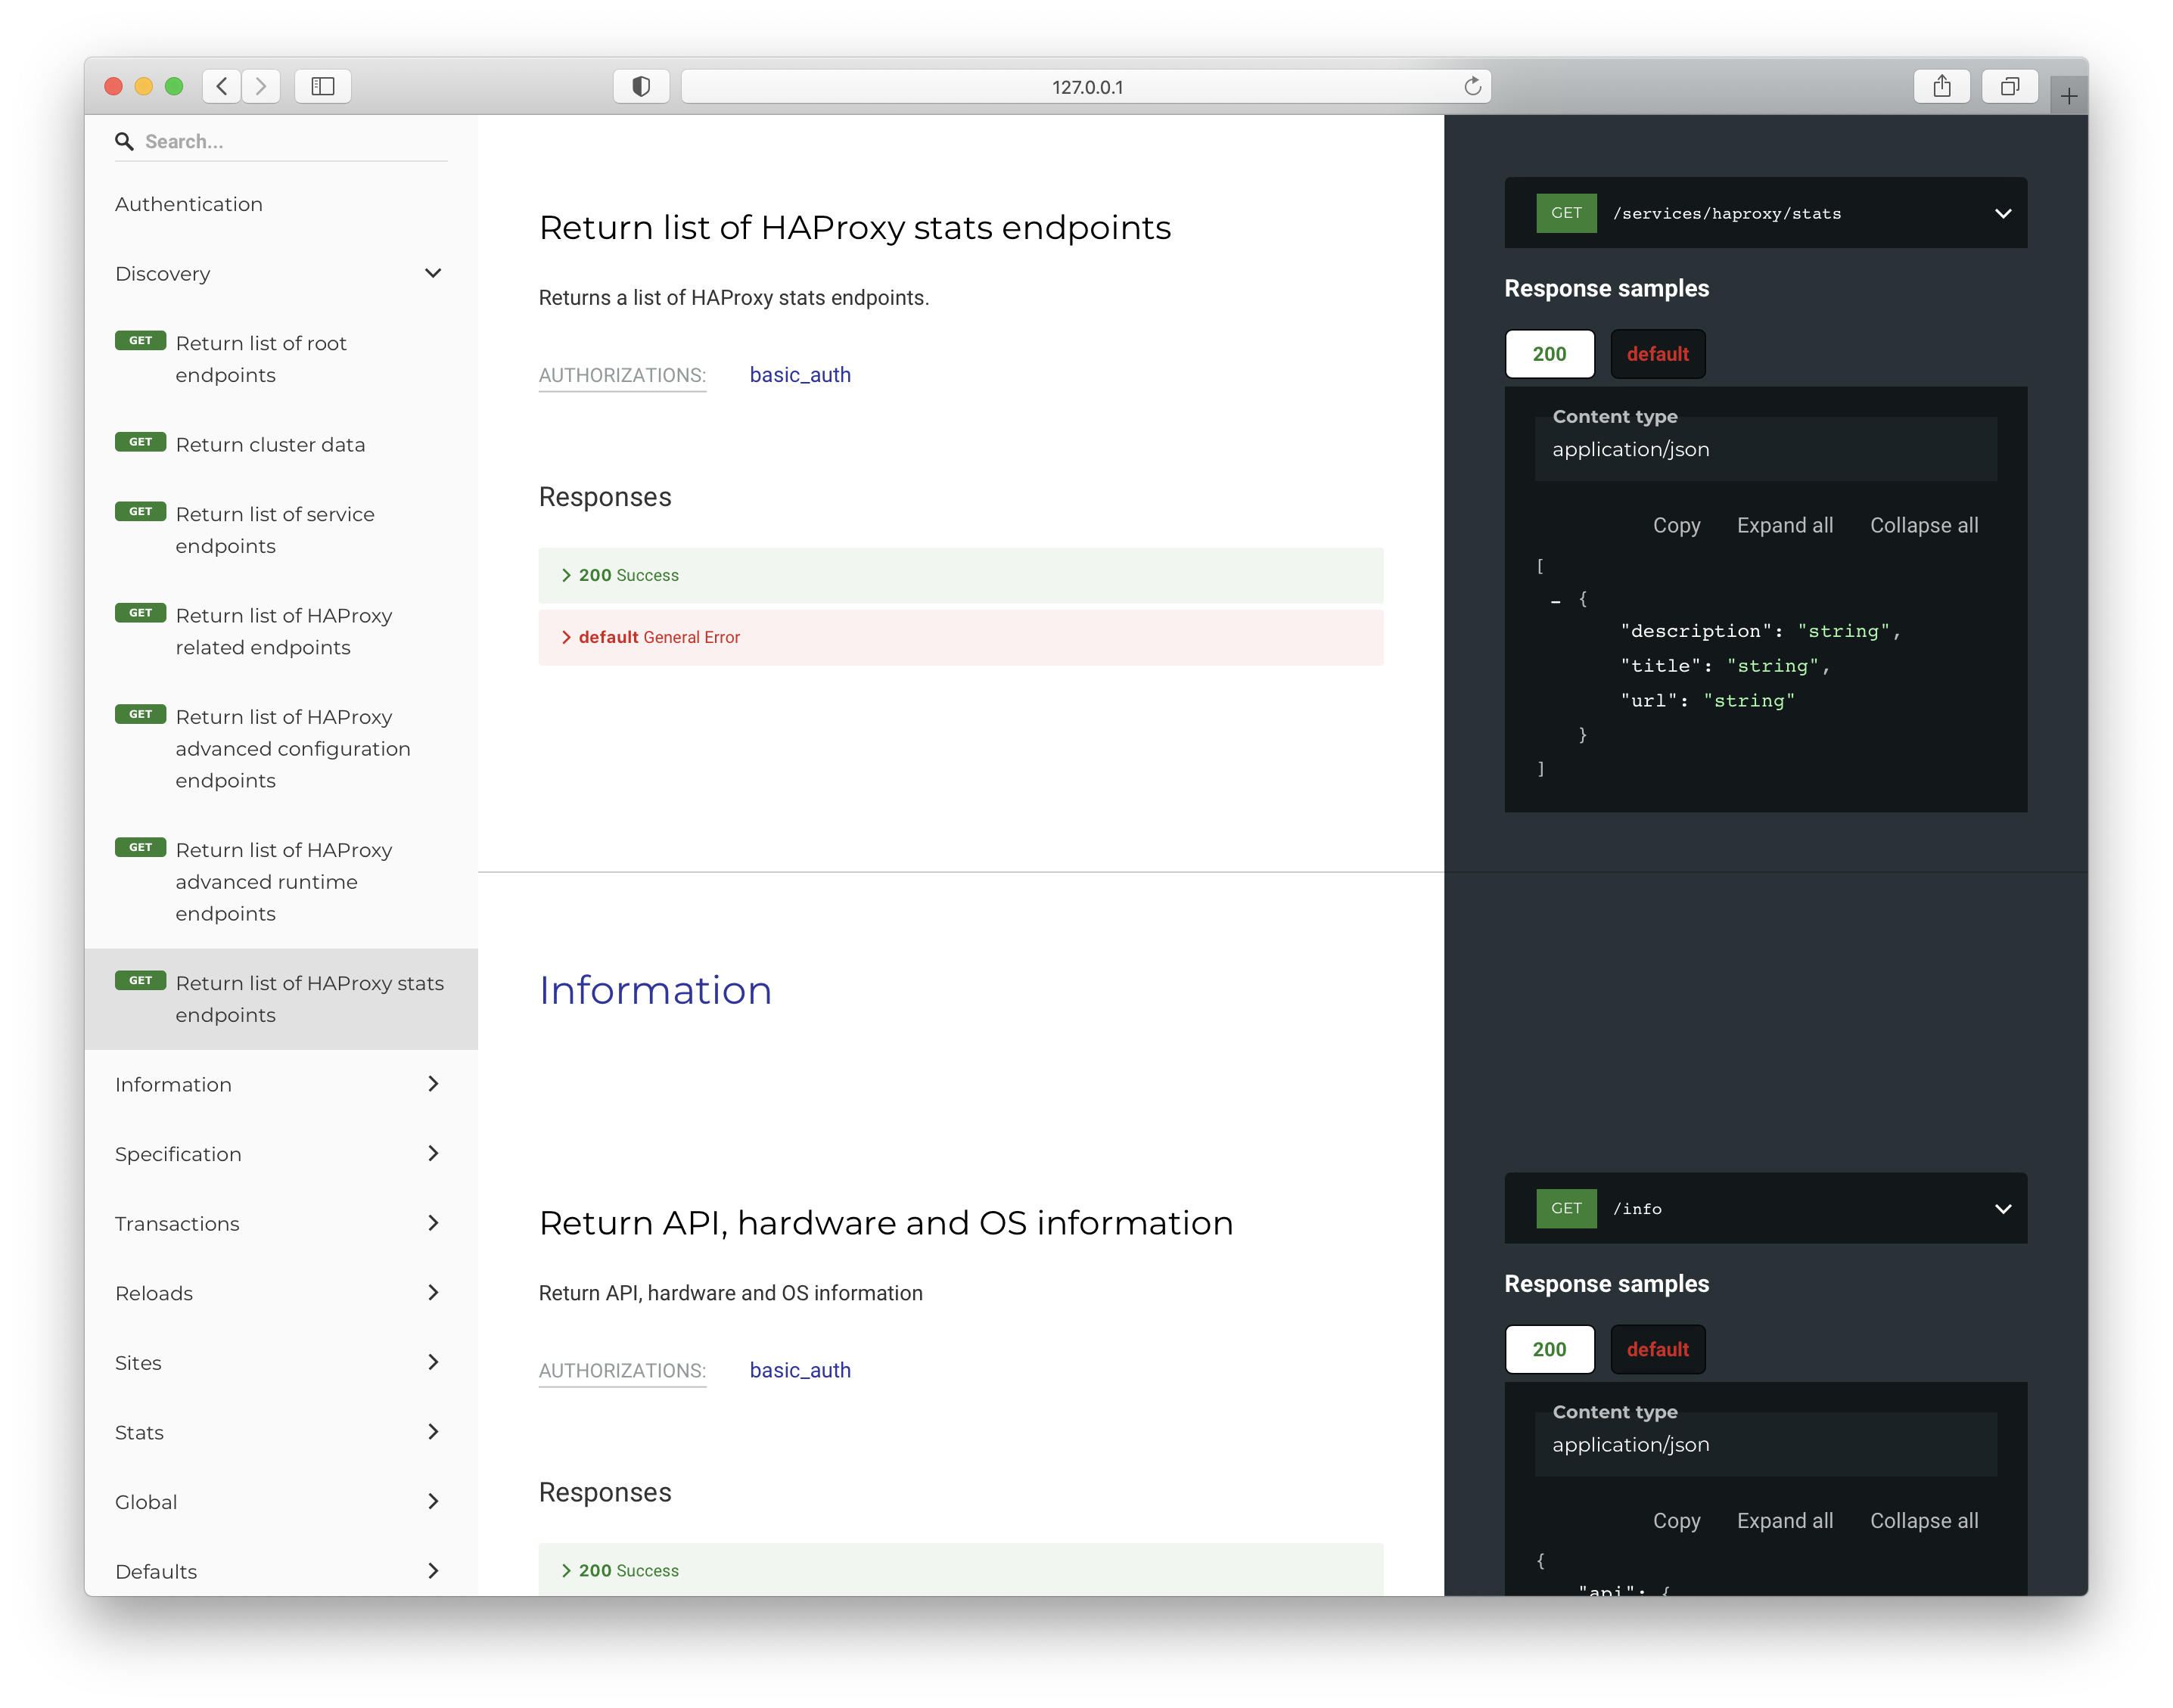 127.0.0.1
Search...
Authentication
Discovery
GET Return list of root
endpoints
GET Return cluster data
GET Return list of service
endpoints
GET Return list of HAProxy
related endpoints
GET Return list of HAProxy
advanced configuration
endpoints
GET Return list of HAProxy
advanced runtime
endpoints
GET Return list of HAProxy stats
endpoints
Information
Specification
Transactions
Reloads
Sites
Stats
Global
Defaults
Return list of HAProxy stats endpoints
Returns a list of HAProxy stats endpoints.
AUTHORIZATIONS: basic_auth
Responses
200 Success
default General Error
Information
Return API, hardware and OS information
Return API, hardware and OS information
AUTHORIZATIONS: basic_auth
Responses
200 Success
GET /services/haproxy/stats
Response samples
200 default
Content type
application/json
Copy Expand all Collapse all
[
– {
"description": "string",
"title": "string",
"url": "string"
}
]
GET /info
Response samples
200 default
Content type
application/json
Copy Expand all Collapse all
{
"api": {